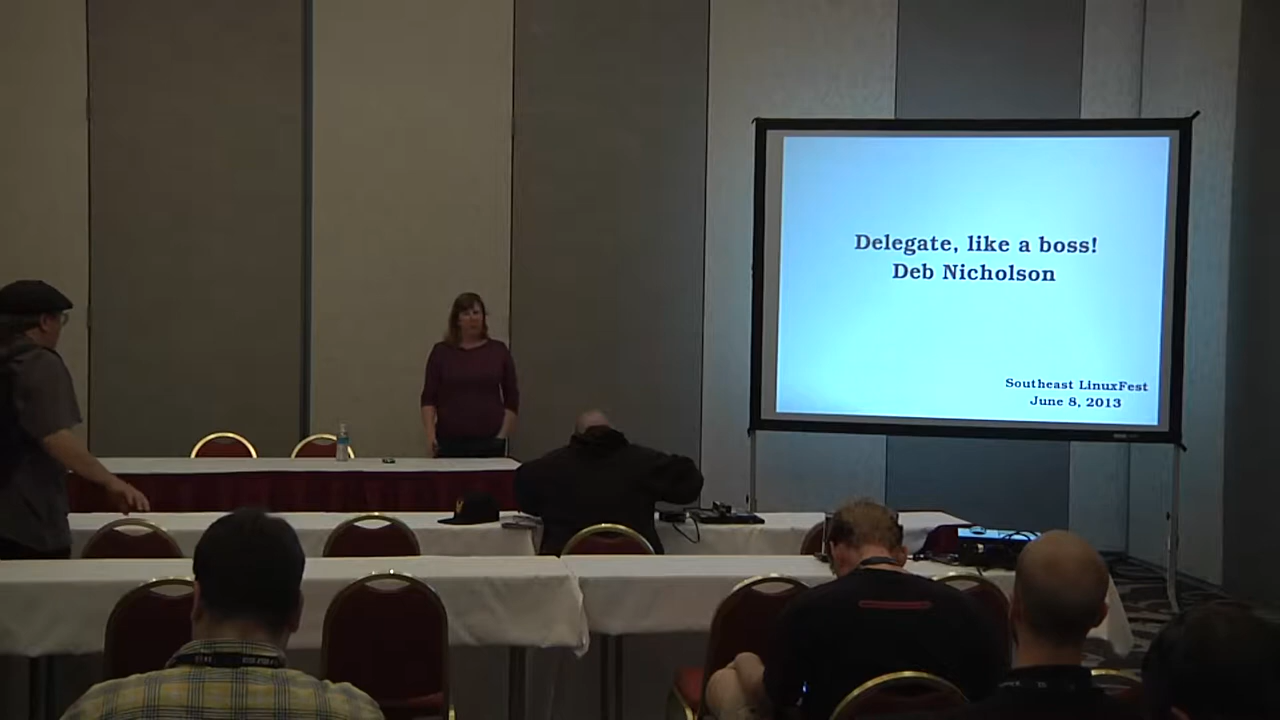 Delegate, like a boss!
Deb Nicholson
Southeast LinuxFest
June 8, 2013